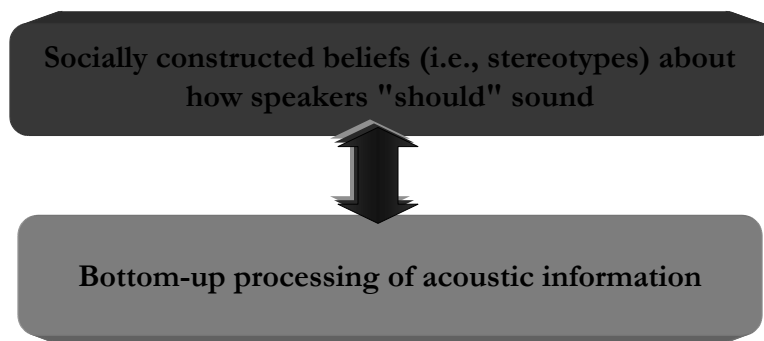 Socially constructed beliefs (i.e., stereotypes) about
how speakers "should" sound
Bottom-up processing of acoustic information